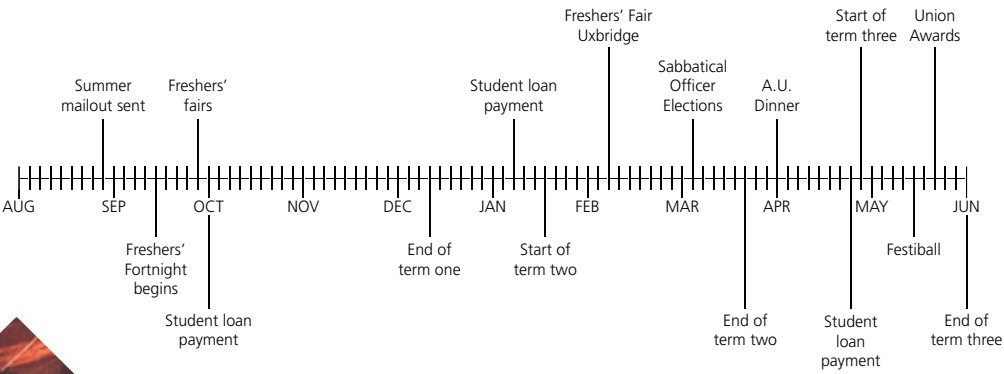 Freshers' Fair
Uxbridge
Start of
term three
Union
Awards
Sabbatical
Officer
Elections
Summer
mailout sent
Freshers'
fairs
Student loan
payment
A.U.
Dinner
AUG SEP OCT NOV DEC JAN FEB MAR APR MAY JUN
Freshers'
Fortnight
begins
End of
term one
Start of
term two
Festiball
Student loan
payment
End of
term two
Student
loan
payment
End of
term three